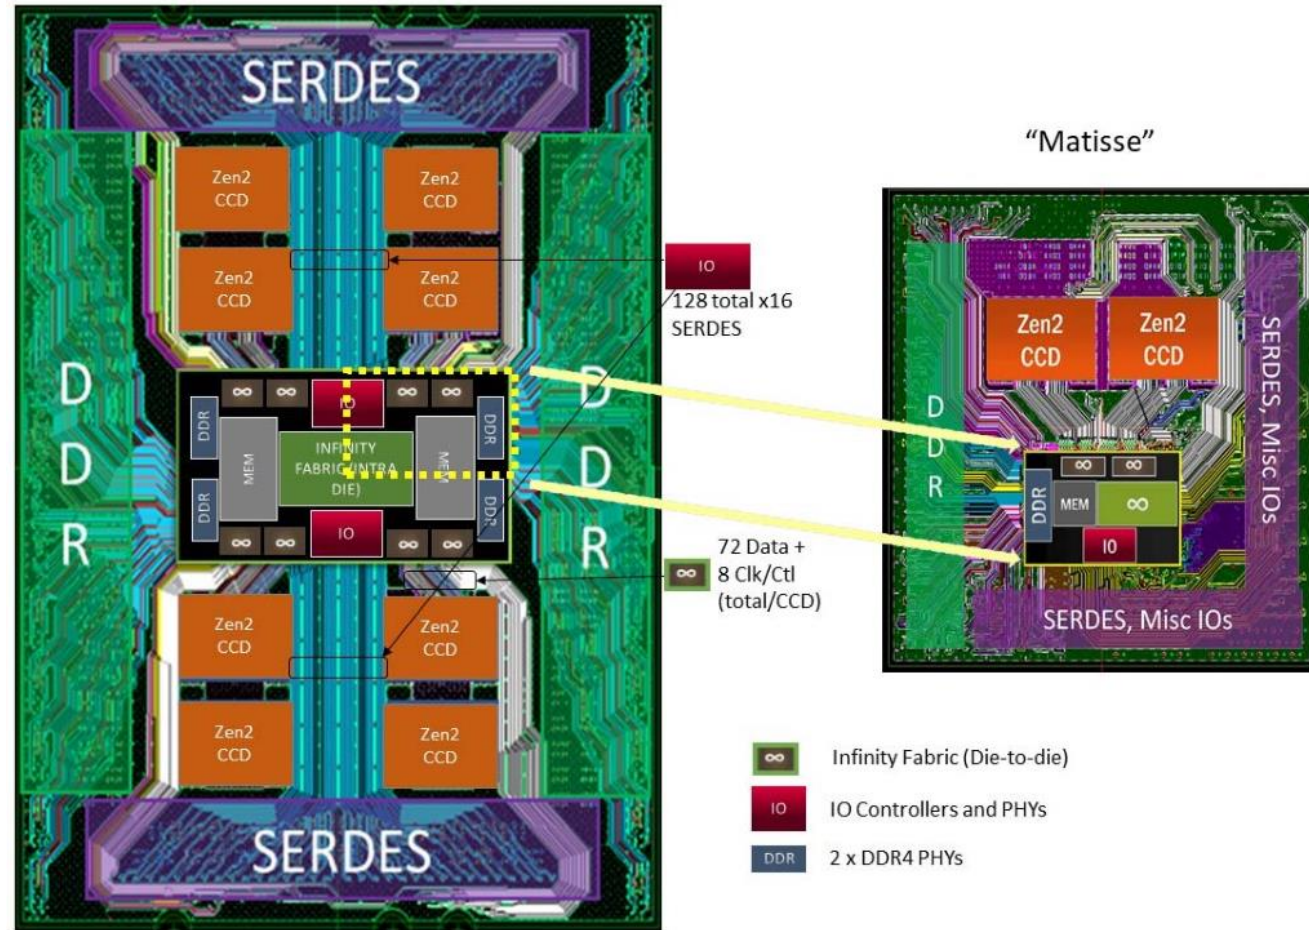 SERDES
Zen2
CCD
Zen2
CCD
Zen2
CCD
Zen2
CCD
D
D
R
D
D
R
IO
128 total x16
SERDES
∞
∞
IO
∞
∞
DDR
DDR
MEM
INFINITY
FABRIC/INTRA
DIE)
MEM
DDR
DDR
∞
∞
IO
∞
∞
∞
72 Data +
8 Clk/Ctl
(total/CCD)
Zen2
CCD
Zen2
CCD
Zen2
CCD
Zen2
CCD
SERDES
"Matisse"
Zen2
CCD
Zen2
CCD
D
D
R
SERDES, Misc IOs
∞
∞
DDR
MEM
∞
IO
SERDES, Misc IOs
∞ Infinity Fabric (Die-to-die)
IO IO Controllers and PHYs
DDR 2 x DDR4 PHYs